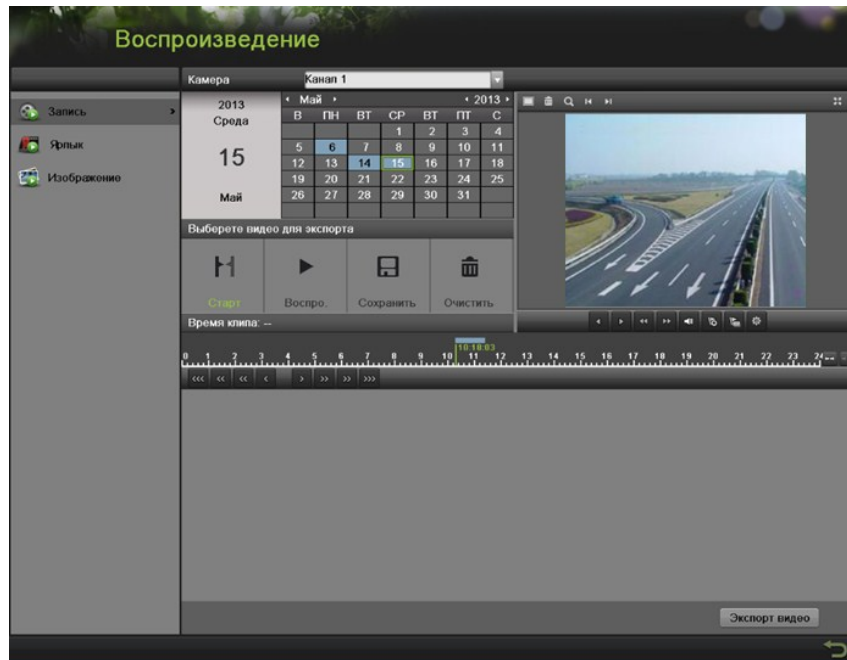 Воспроизведение
Камера Канал 1
Запись
Ярлык
Изображение
2013
Среда
15
Май
Май 2013
В ПН ВТ СР ВТ ПТ С
1 2 3 4
5 6 7 8 9 10 11
12 13 14 15 16 17 18
19 20 21 22 23 24 25
26 27 28 29 30 31
Выберете видео для экспорта
Старт Воспро. Сохранить Очистить
Время клипа: --
10:18:03
0 1 2 3 4 5 6 7 8 9 10 11 12 13 14 15 16 17 18 19 20 21 22 23 24
Экспорт видео